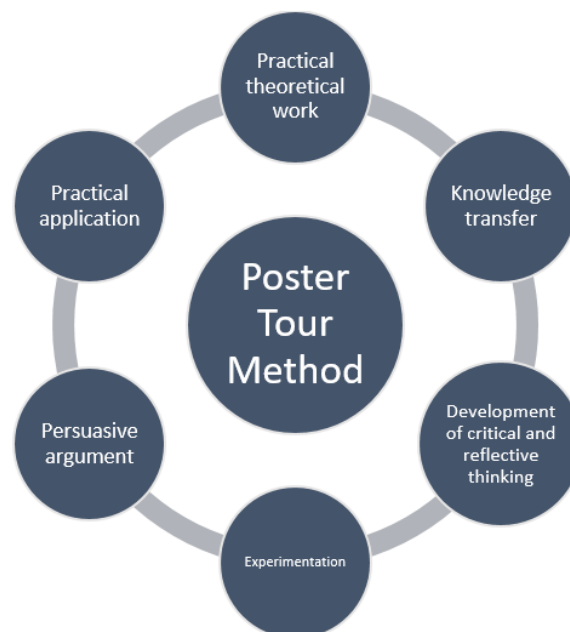 Practical
theoretical
work
Knowledge
transfer
Development
of critical and
reflective
thinking
Experimentation
Persuasive
argument
Practical
application
Poster
Tour
Method